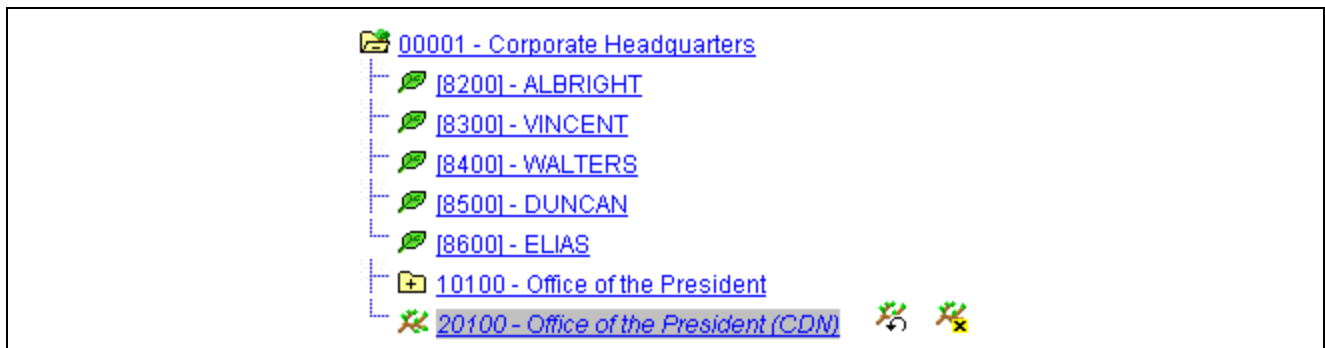 00001 - Corporate Headquarters
[8200] - ALBRIGHT
[8300] - VINCENT
[8400] - WALTERS
[8500] - DUNCAN
[8600] - ELIAS
10100 - Office of the President
20100 - Office of the President (CDN)